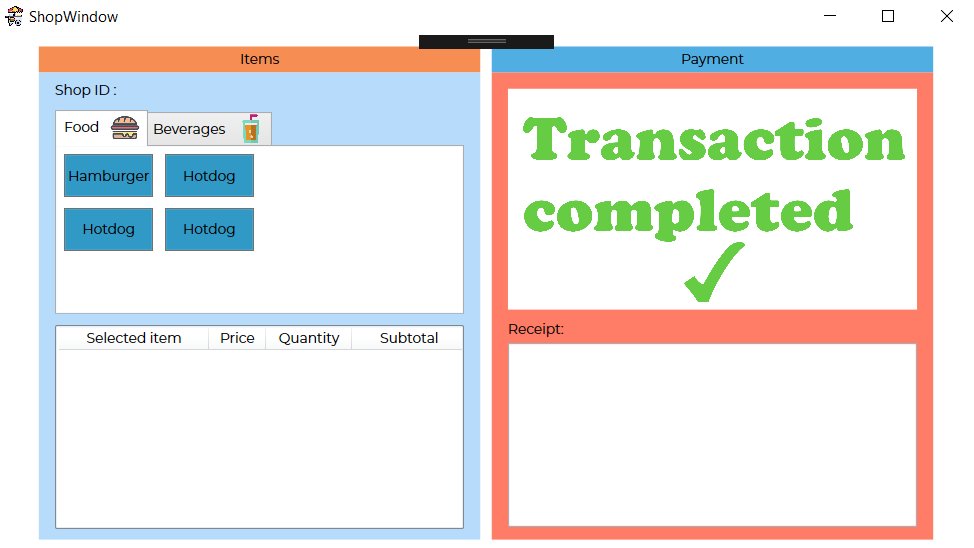 ShopWindow
Items
Shop ID :
Food
Beverages
Hamburger
Hotdog
Hotdog
Hotdog
Selected item Price Quantity Subtotal
Payment
Transaction
completed
Receipt: